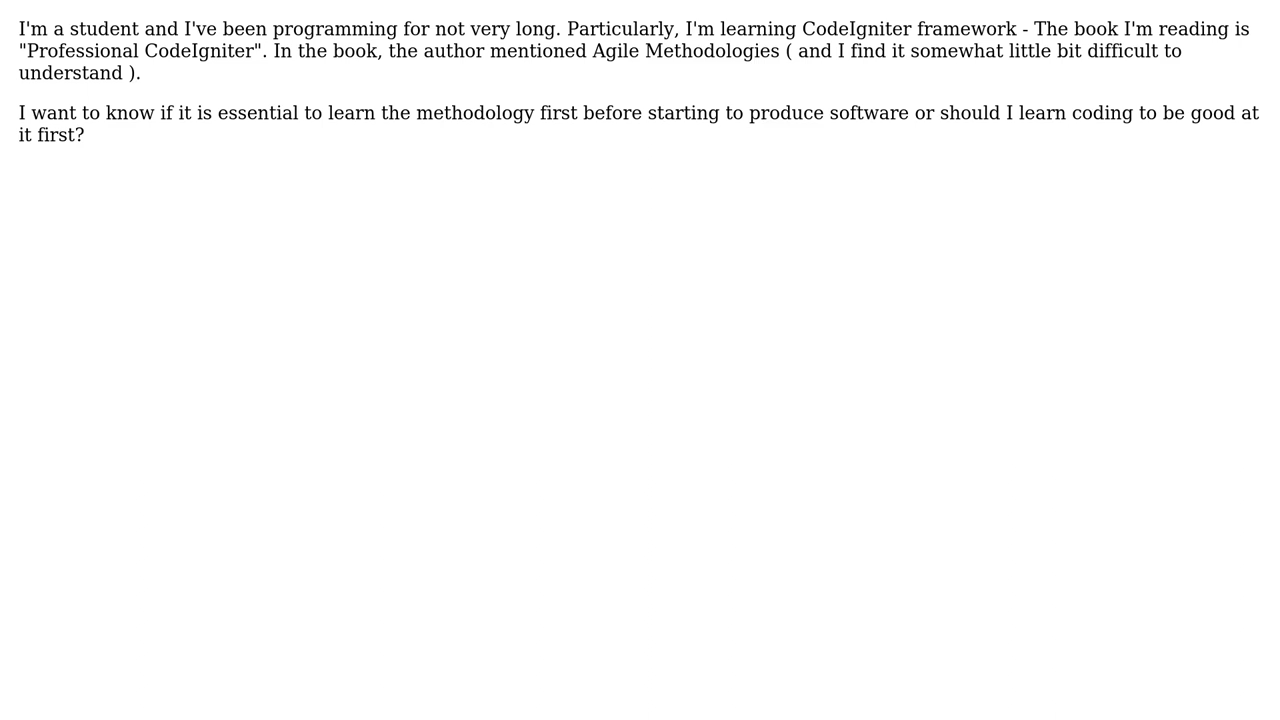 I'm a student and I've been programming for not very long. Particularly, I'm learning CodeIgniter framework - The book I'm reading is
"Professional CodeIgniter". In the book, the author mentioned Agile Methodologies ( and I find it somewhat little bit difficult to
understand ).
I want to know if it is essential to learn the methodology first before starting to produce software or should I learn coding to be good at
it first?